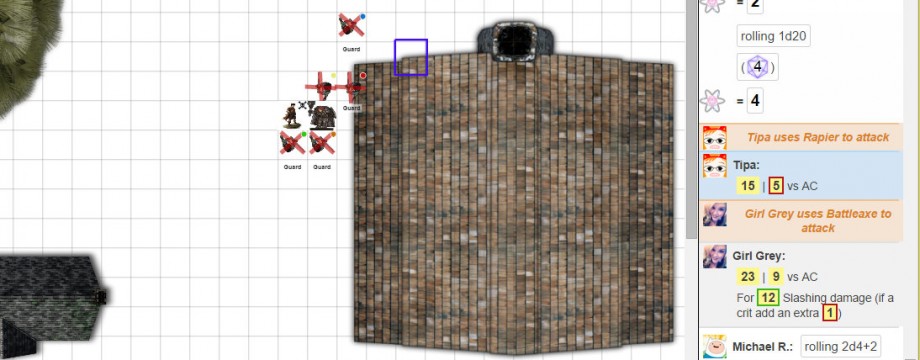 Guard
Guard
Guard
Guard
= 2
rolling 1d20
( 4 )
= 4
Tipa uses Rapier to attack
Tipa:
15 | 5 vs AC
Girl Grey uses Battleaxe to
attack
Girl Grey:
23 | 9 vs AC
For 12 Slashing damage (if a
crit add an extra 1)
Michael R.: rolling 2d4+2